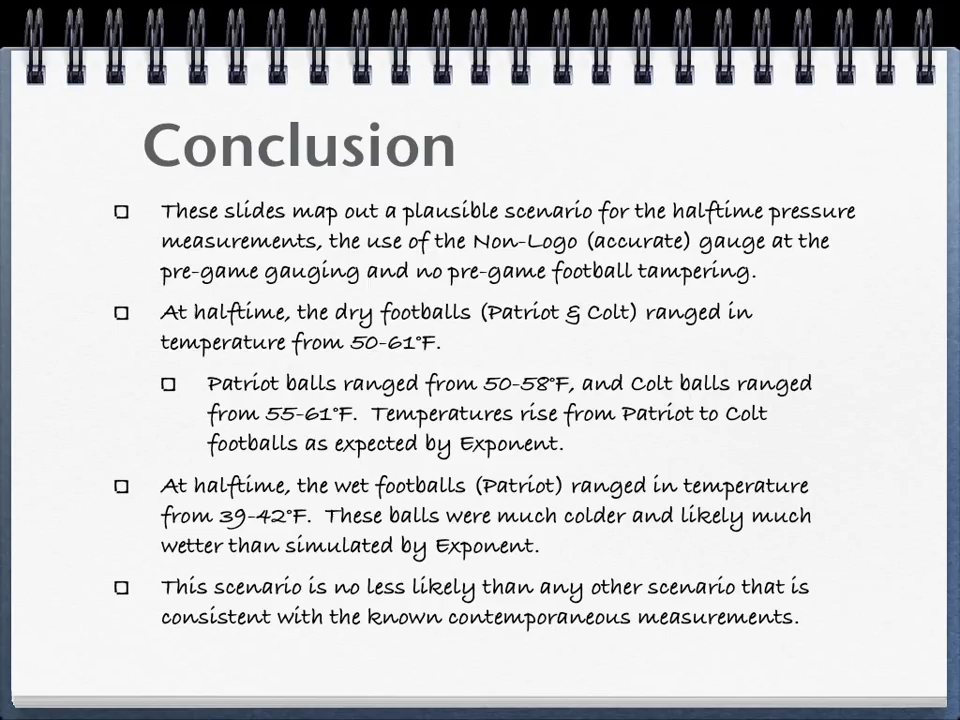 Conclusion
These slides map out a plausible scenario for the halftime pressure
measurements, the use of the Non-Logo (accurate) gauge at the
pre-game gauging and no pre-game football tampering.
At halftime, the dry footballs (Patriot & Colt) ranged in
temperature from 50-61°F.
Patriot balls ranged from 50-58°F, and Colt balls ranged
from 55-61°F. Temperatures rise from Patriot to Colt
footballs as expected by Exponent.
At halftime, the wet footballs (Patriot) ranged in temperature
from 39-42°F. These balls were much colder and likely much
wetter than simulated by Exponent.
This scenario is no less likely than any other scenario that is
consistent with the known contemporaneous measurements.